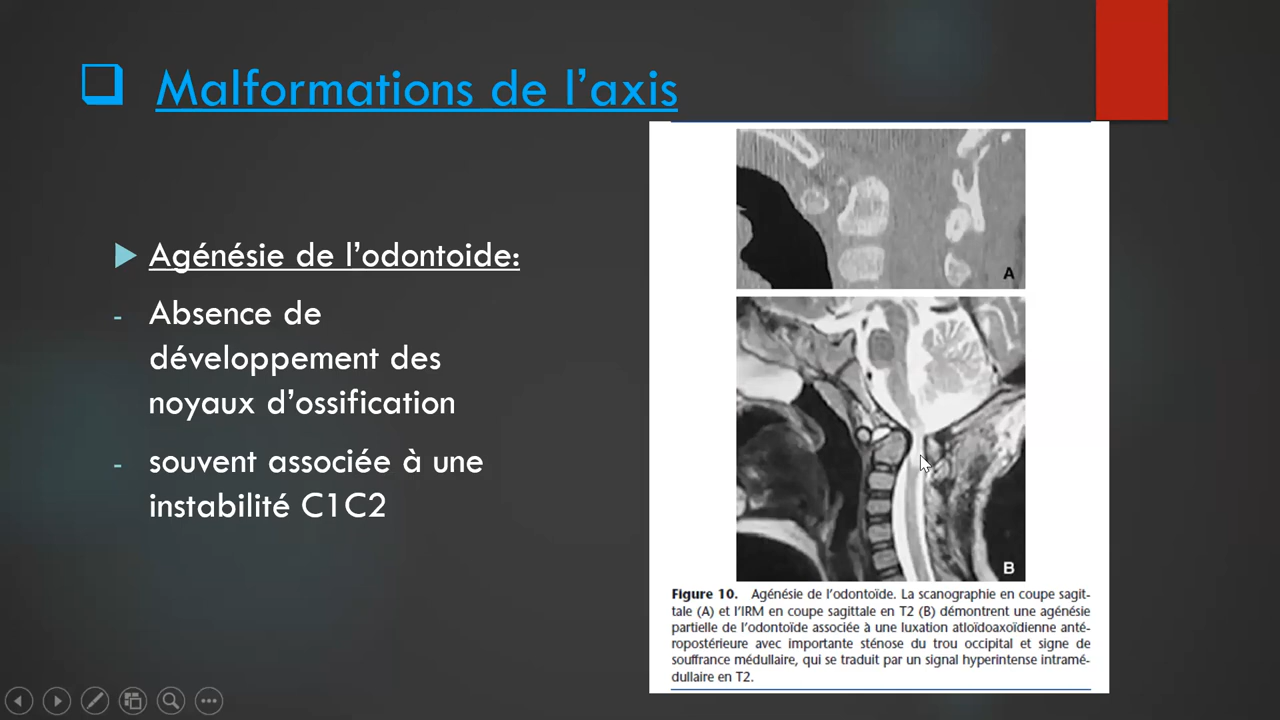 Malformations de l’axis
Agénésie de l’odontoide:
- Absence de
développement des
noyaux d’ossification
- souvent associée à une
instabilité C1C2
A
B
Figure 10. Agénésie de l’odontoïde. La scanographie en coupe sagit-
tale (A) et l’IRM en coupe sagittale en T2 (B) démontrent une agénésie
partielle de l’odontoïde associée à une luxation atloïdoaxoïdienne anté-
ropostérieure avec importante sténose du trou occipital et signe de
souffrance médullaire, qui se traduit par un signal hyperintense intramé-
dullaire en T2.